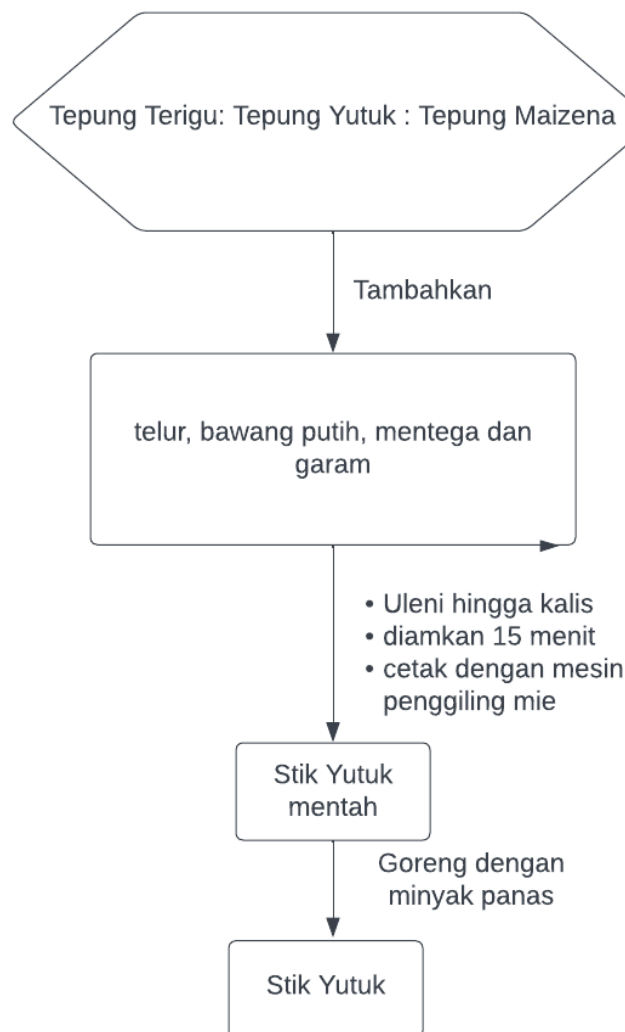 Tepung Terigu: Tepung Yutuk : Tepung Maizena
Tambahkan
telur, bawang putih, mentega dan
garam
• Uleni hingga kalis
• diamkan 15 menit
• cetak dengan mesin
penggiling mie
Stik Yutuk
mentah
Goreng dengan
minyak panas
Stik Yutuk